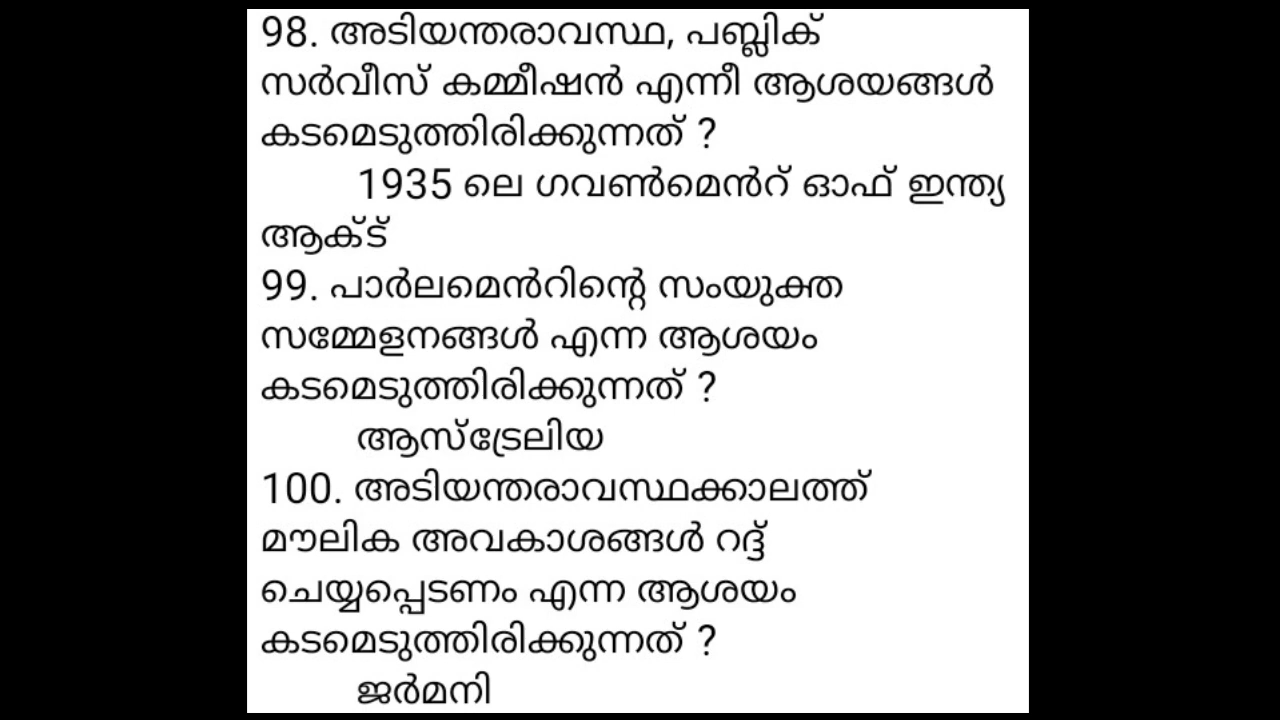 98. അടിയന്തരാവസ്ഥ, പബ്ലിക്
സർവീസ് കമ്മീഷൻ എന്നീ ആശയങ്ങൾ
കടമെടുത്തിരിക്കുന്നത് ?
1935 ലെ ഗവൺമെൻറ് ഓഫ് ഇന്ത്യ
ആക്ട്
99. പാർലമെൻറിന്റെ സംയുക്ത
സമ്മേളനങ്ങൾ എന്ന ആശയം
കടമെടുത്തിരിക്കുന്നത് ?
ആസ്ട്രേലിയ
100. അടിയന്തരാവസ്ഥക്കാലത്ത്
മൗലിക അവകാശങ്ങൾ റദ്ദ്
ചെയ്യപ്പെടണം എന്ന ആശയം
കടമെടുത്തിരിക്കുന്നത് ?
ജർമനി